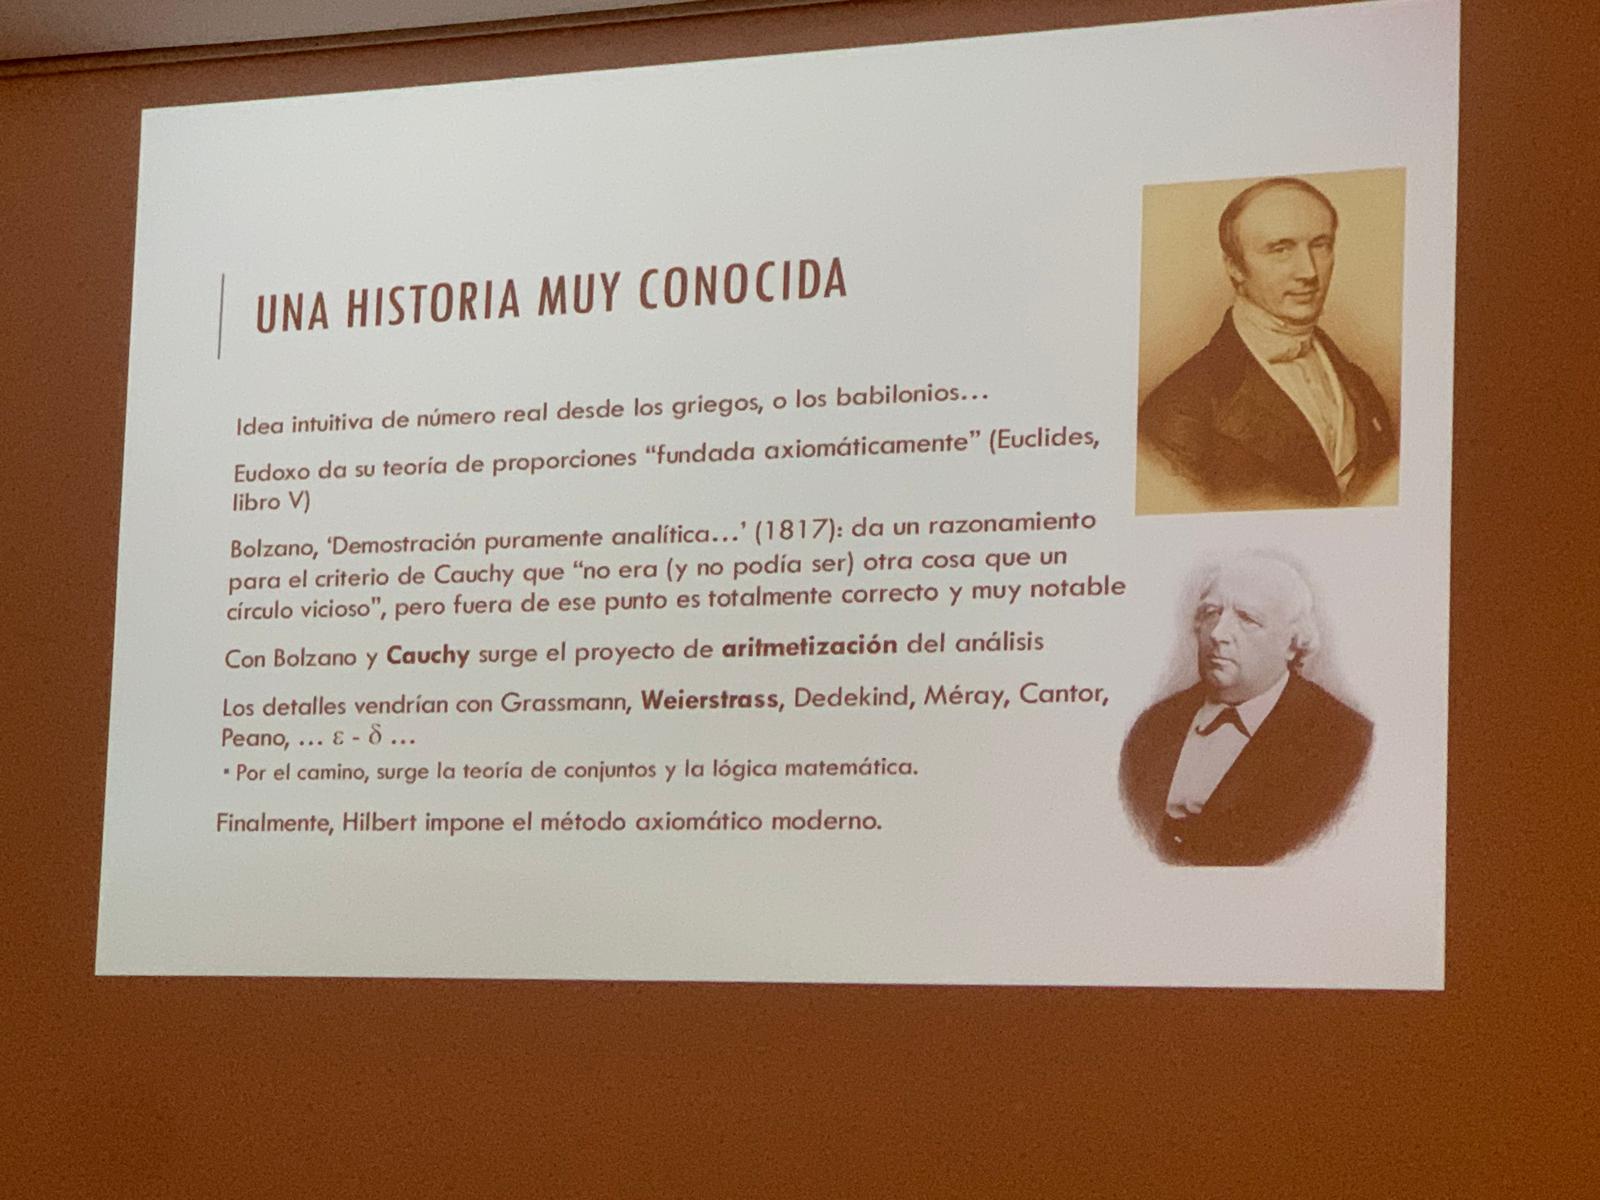 UNA HISTORIA MUY CONOCIDA
Idea intuitiva de número real desde los griegos, o los babilonios…
Eudoxo da su teoría de proporciones “fundada axiomáticamente” (Euclides,
libro V)
Bolzano, ‘Demostración puramente analítica…’ (1817): da un razonamiento
para el criterio de Cauchy que “no era (y no podía ser) otra cosa que un
círculo vicioso”, pero fuera de ese punto es totalmente correcto y muy notable
Con Bolzano y Cauchy surge el proyecto de aritmetización del análisis
Los detalles vendrían con Grassmann, Weierstrass, Dedekind, Méray, Cantor,
Peano, … ε - δ …
▪ Por el camino, surge la teoría de conjuntos y la lógica matemática.
Finalmente, Hilbert impone el método axiomático moderno.